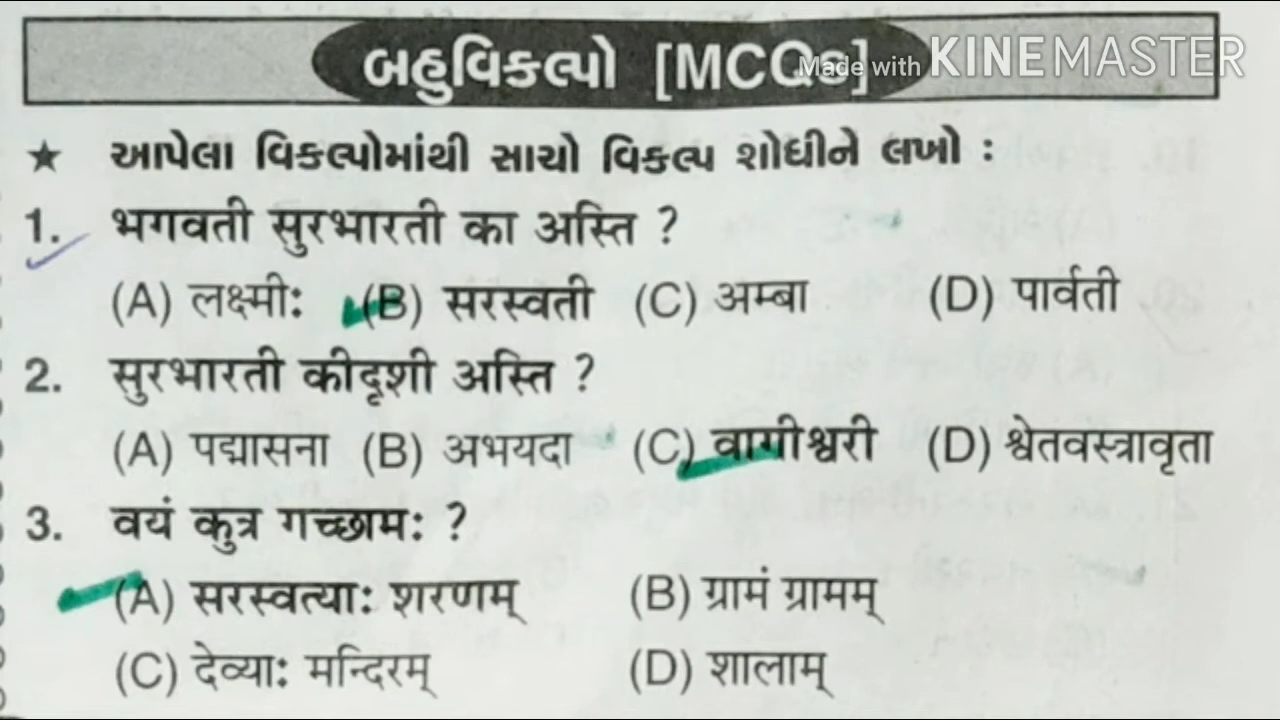 બહુવિકલ્પો [MCQs]
Made with KINEMASTER
★ આપેલા વિકલ્પોમાંથી સાચો વિકલ્પ શોધીને લખો :
1. भगवती सुरभारती का अस्ति ?
(A) लक्ष्मीः (B) सरस्वती (C) अम्बा (D) पार्वती
2. सुरभारती कीदृशी अस्ति ?
(A) पद्मासना (B) अभयदा (C) वागीश्वरी (D) श्वेतवस्त्रावृता
3. वयं कुत्र गच्छामः ?
(A) सरस्वत्याः शरणम् (B) ग्रामं ग्रामम्
(C) देव्याः मन्दिरम् (D) शालाम्